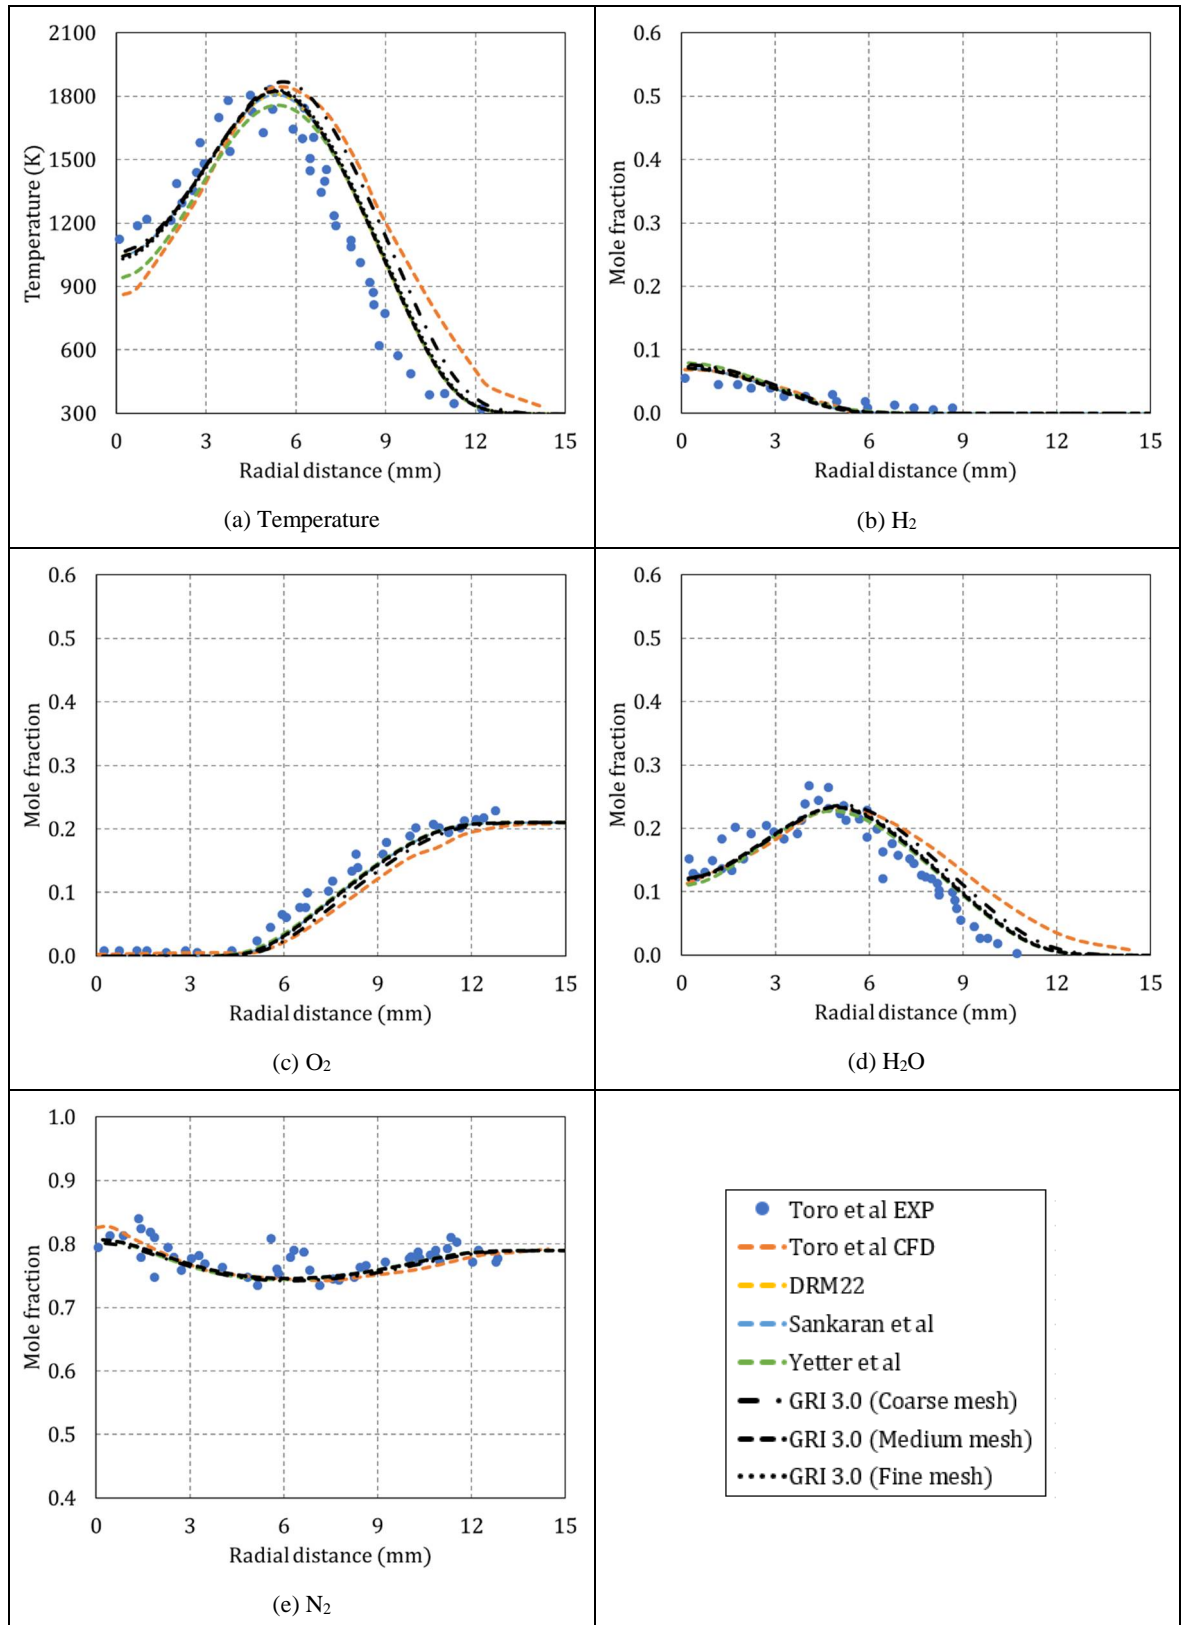 2100
1800
1500
1200
900
600
300
Temperature (K)
0 3 6 9 12 15
Radial distance (mm)
(a) Temperature
0.6
0.5
0.4
0.3
0.2
0.1
0.0
Mole fraction
0 3 6 9 12 15
Radial distance (mm)
(b) H₂
0.6
0.5
0.4
0.3
0.2
0.1
0.0
Mole fraction
0 3 6 9 12 15
Radial distance (mm)
(c) O₂
0.6
0.5
0.4
0.3
0.2
0.1
0.0
Mole fraction
0 3 6 9 12 15
Radial distance (mm)
(d) H₂O
1.0
0.9
0.8
0.7
0.6
0.5
0.4
Mole fraction
0 3 6 9 12 15
Radial distance (mm)
(e) N₂
Toro et al EXP
Toro et al CFD
DRM22
Sankaran et al
Yetter et al
GRI 3.0 (Coarse mesh)
GRI 3.0 (Medium mesh)
GRI 3.0 (Fine mesh)